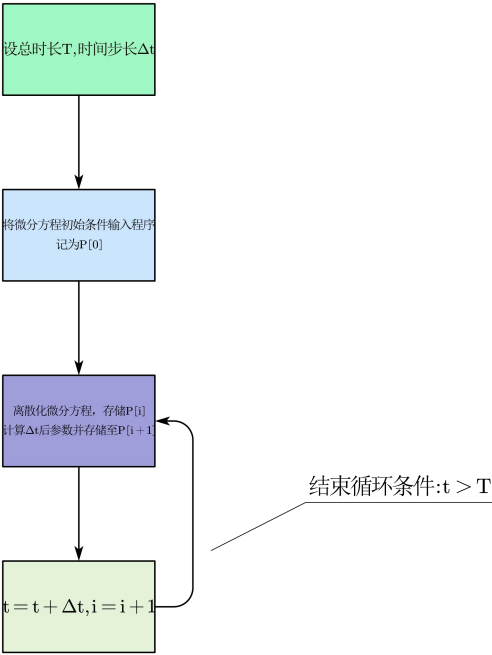 设总时长T,时间步长Δt
将微分方程初始条件输入程序
记为P[0]
离散化微分方程，存储P[i]
计算Δt后参数并存储至P[i+1]
结束循环条件:t > T
t = t + Δt, i = i + 1